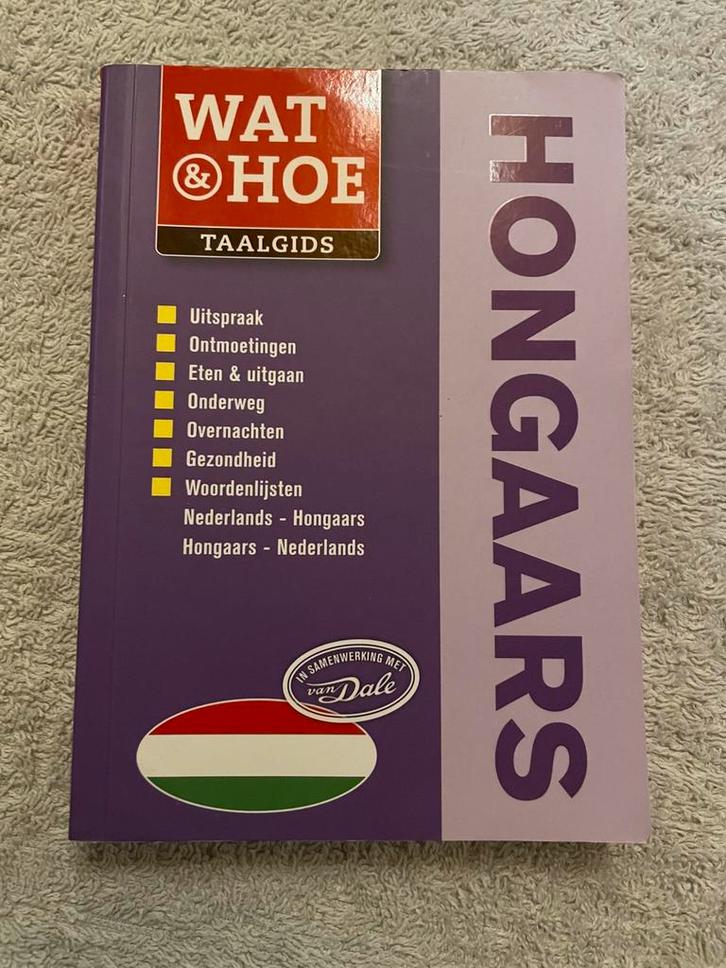 WAT
& HOE
TAALGIDS
HONGAARS
Uitspraak
Ontmoetingen
Eten & uitgaan
Onderweg
Overnachten
Gezondheid
Woordenlijsten
Nederlands - Hongaars
Hongaars - Nederlands
IN SAMENWERKING MET
van Dale